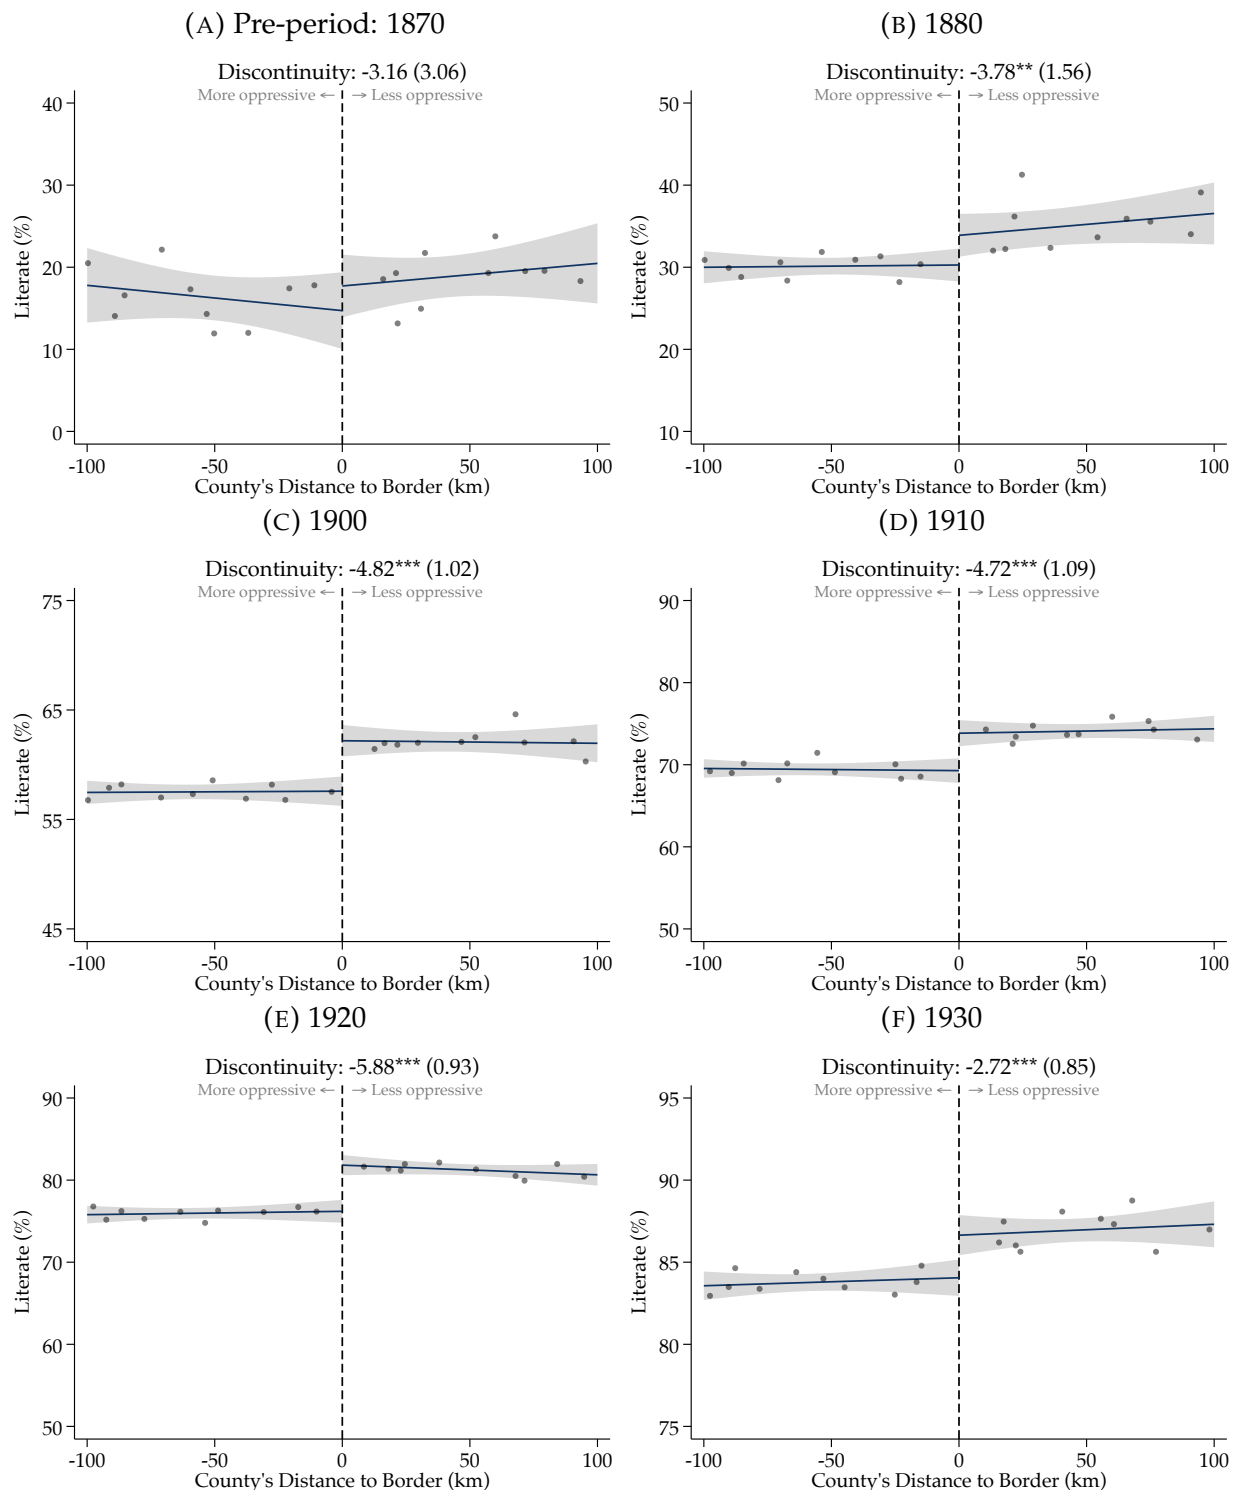 (A) Pre-period: 1870
Discontinuity: -3.16 (3.06)
More oppressive ← → Less oppressive
40
30
20
10
0
Literate (%)
-100 -50 0 50 100
County's Distance to Border (km)
(B) 1880
Discontinuity: -3.78** (1.56)
More oppressive ← → Less oppressive
50
40
30
20
10
Literate (%)
-100 -50 0 50 100
County's Distance to Border (km)
(C) 1900
Discontinuity: -4.82*** (1.02)
More oppressive ← → Less oppressive
75
65
55
45
Literate (%)
-100 -50 0 50 100
County's Distance to Border (km)
(D) 1910
Discontinuity: -4.72*** (1.09)
More oppressive ← → Less oppressive
90
80
70
60
50
Literate (%)
-100 -50 0 50 100
County's Distance to Border (km)
(E) 1920
Discontinuity: -5.88*** (0.93)
More oppressive ← → Less oppressive
90
80
70
60
50
Literate (%)
-100 -50 0 50 100
County's Distance to Border (km)
(F) 1930
Discontinuity: -2.72*** (0.85)
More oppressive ← → Less oppressive
95
90
85
80
75
Literate (%)
-100 -50 0 50 100
County's Distance to Border (km)